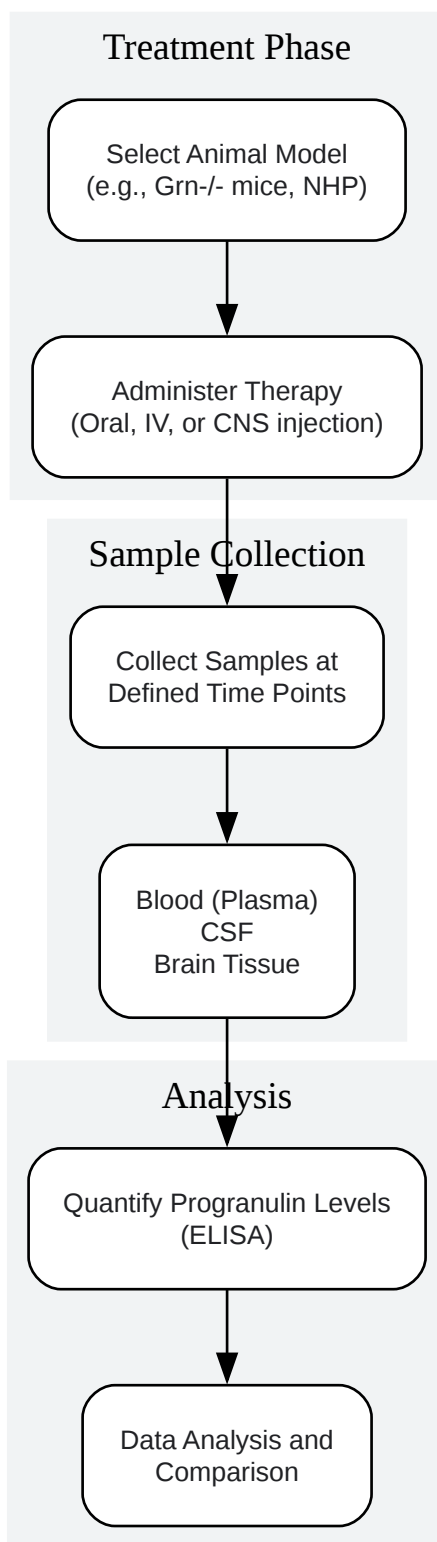 Treatment Phase
Select Animal Model
(e.g., Grn-/- mice, NHP)
Administer Therapy
(Oral, IV, or CNS injection)
Sample Collection
Collect Samples at
Defined Time Points
Blood (Plasma)
CSF
Brain Tissue
Analysis
Quantify Progranulin Levels
(ELISA)
Data Analysis and
Comparison